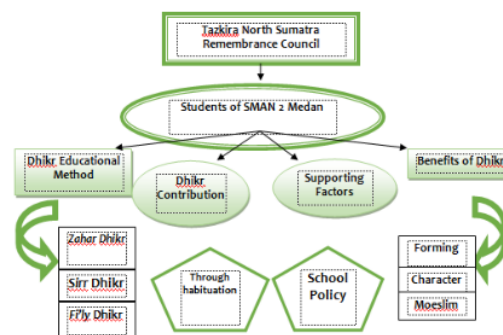 Tazkira North Sumatra
Remembrance Council
Students of SMAN 2 Medan
Dhikr Educational
Method
Dhikr
Contribution
Supporting
Factors
Benefits of Dhikr
Zahar Dhikr
Sirr Dhikr
Fi'ly Dhikr
Through
habituation
School
Policy
Forming
Character
Moeslim